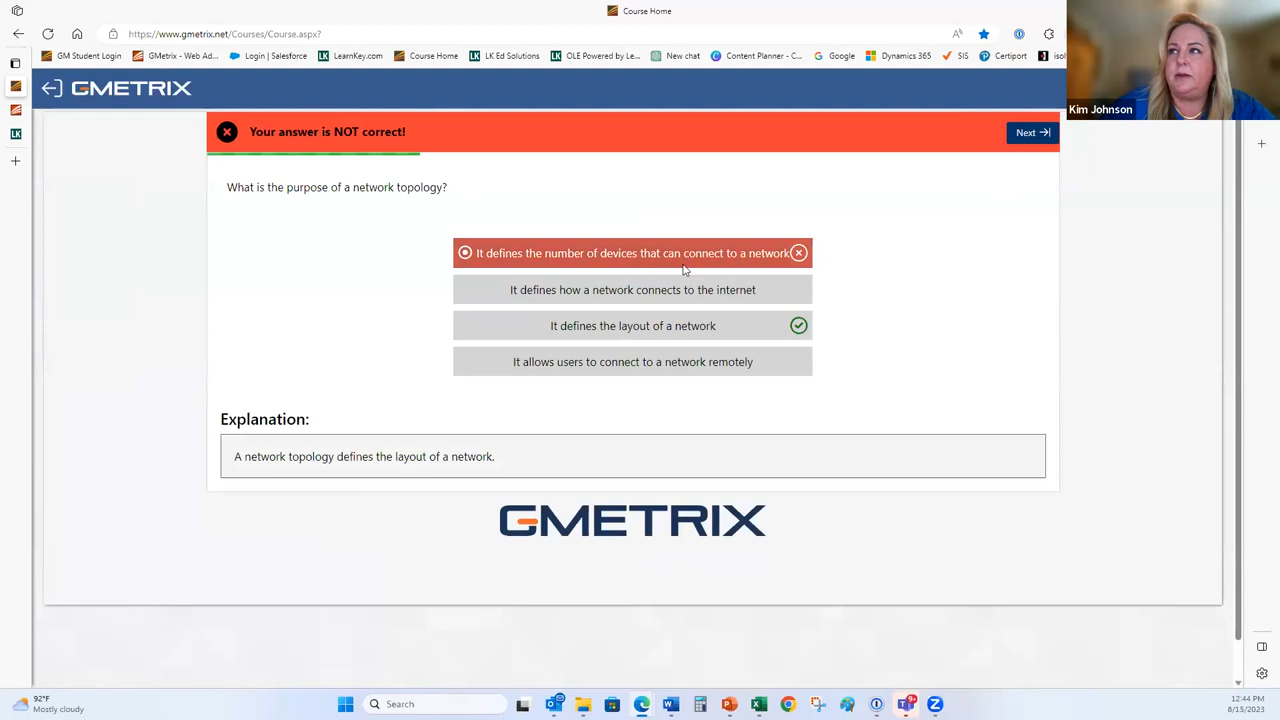 Course Home
https://www.gmetrix.net/Courses/Course.aspx?
GM Student Login
GMetrix - Web Ad...
Login | Salesforce
LearnKey.com
Course Home
LK Ed Solutions
OLE Powered by Le...
New chat
Content Planner - C...
Google
Dynamics 365
SIS
Certiport
isol
Kim Johnson
GMETRIX
Your answer is NOT correct!
Next
What is the purpose of a network topology?
It defines the number of devices that can connect to a network
It defines how a network connects to the internet
It defines the layout of a network
It allows users to connect to a network remotely
Explanation:
A network topology defines the layout of a network.
GMETRIX
92°F
Mostly cloudy
Search
12:44 PM
8/15/2023